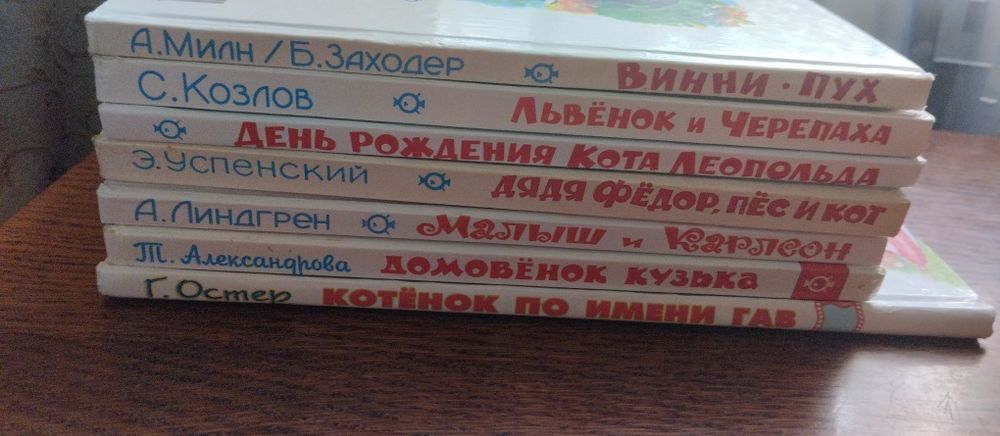 А.Милн/Б.Заходер Винни·Пух
С.Козлов Львёнок и Черепаха
День рождения Кота Леопольда
Э.Успенский Дядя Фёдор, пёс и кот
А.Линдгрен Малыш и Карлсон
Т. Александрова Домовёнок Кузька
Г. Остер Котёнок по имени Гав